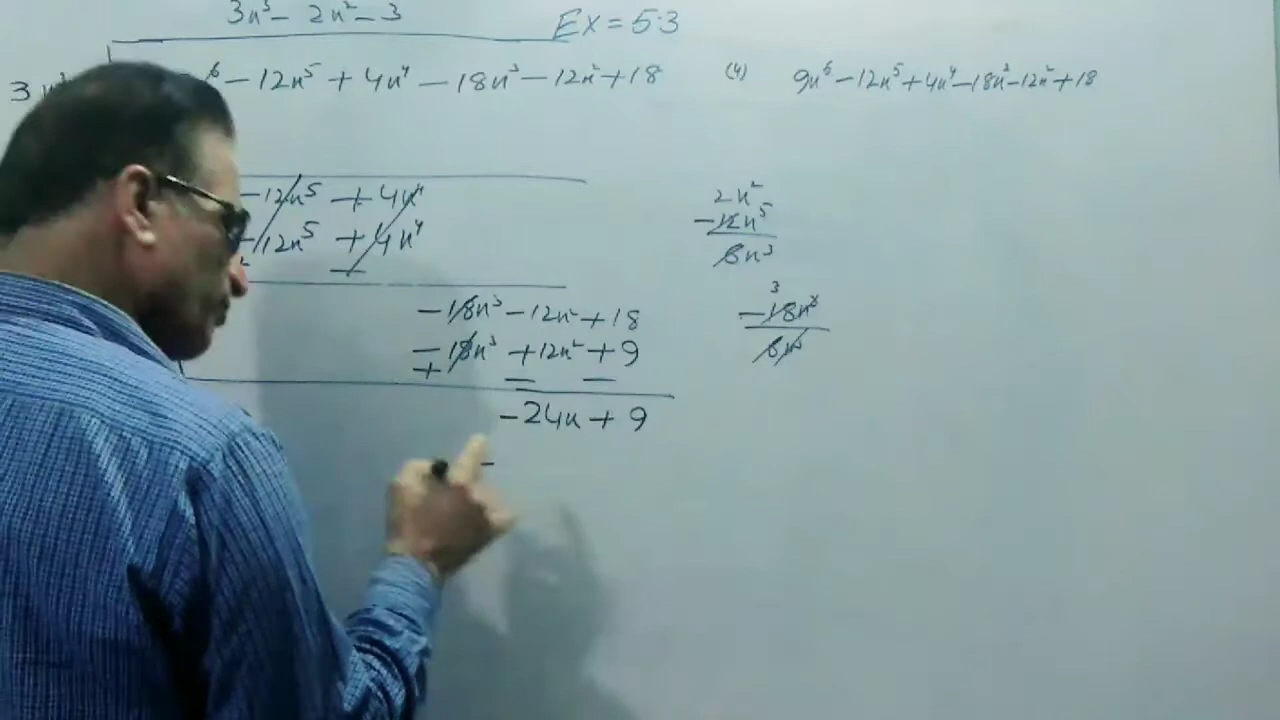 3x³ - 2x² - 3
Ex = 5.3
⁶ - 12x⁵ + 4x⁴ - 18x³ - 12x² + 18
(4) 9x⁶ - 12x⁵ + 4x⁴ - 18x³ - 12x² + 18
-12x⁵ + 4x⁴
-12x⁵ + 4x⁴
-
-18x³ - 12x² + 18
-18x³ + 12x² + 9
+ - -
-24x + 9
-
2x²
-12x⁵
6x³
3
-18x³
6x³